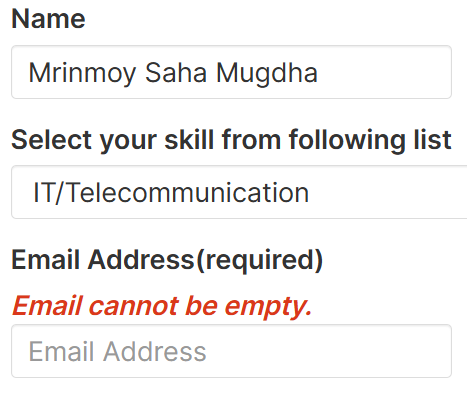 Name
Mrinmoy Saha Mugdha
Select your skill from following list
IT/Telecommunication
Email Address(required)
Email cannot be empty.
Email Address